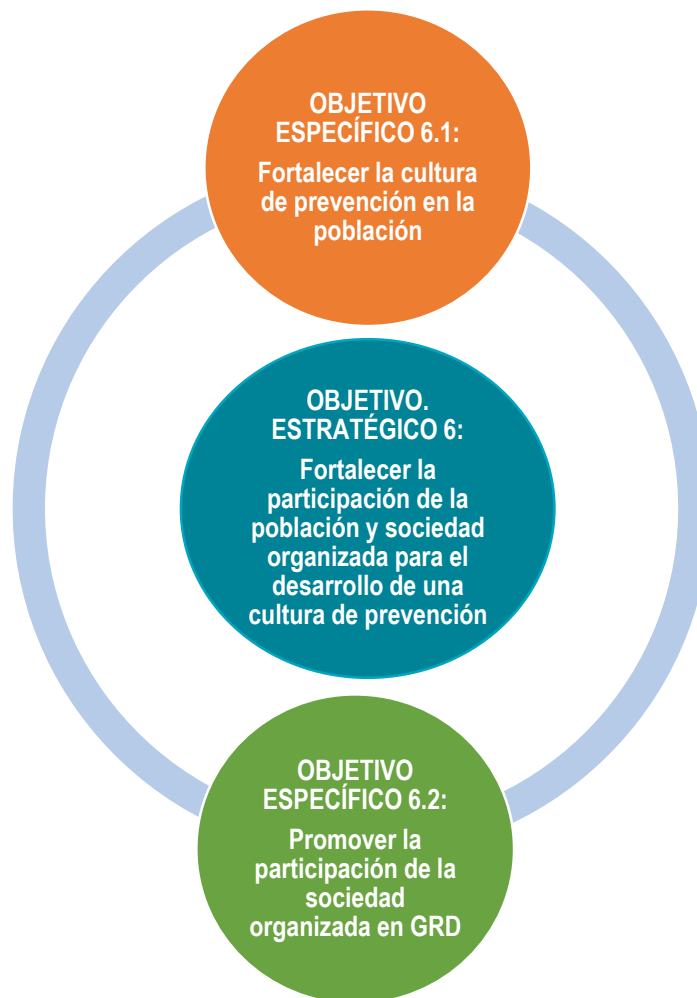 OBJETIVO
ESPECÍFICO 6.1:
Fortalecer la cultura
de prevención en la
población
OBJETIVO.
ESTRATÉGICO 6:
Fortalecer la
participación de la
población y sociedad
organizada para el
desarrollo de una
cultura de prevención
OBJETIVO
ESPECÍFICO 6.2:
Promover la
participación de la
sociedad
organizada en GRD